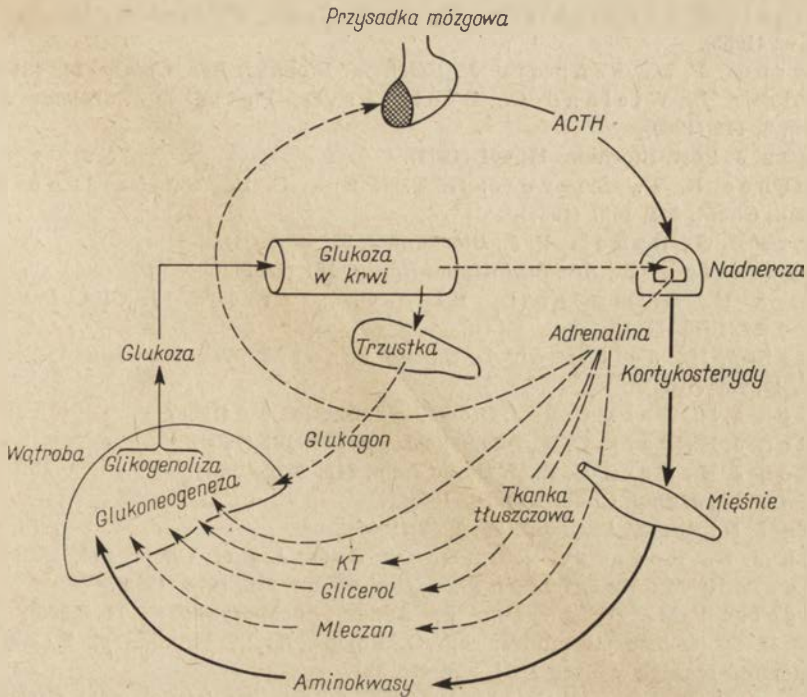 Przysadka mózgowa
ACTH
Glukoza
w krwi
Nadnercza
Trzustka
Adrenalina
Glukoza
Kortykosterydy
Glukagon
Wątroba
Glikogenoliza
Glukoneogeneza
Tkanka
tłuszczowa
Mięśnie
KT
Glicerol
Mleczan
Aminokwasy